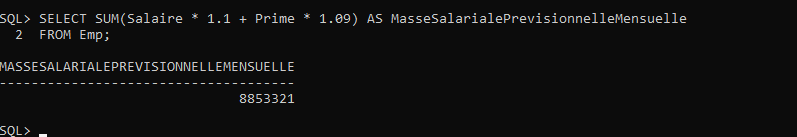 SQL> SELECT SUM(Salaire * 1.1 + Prime * 1.09) AS MasseSalarialePrevisionnelleMensuelle
  2  FROM Emp;
MASSESALARIALEPREVISIONNELLEMENSUELLE
-------------------------------------
                              8853321
SQL> _